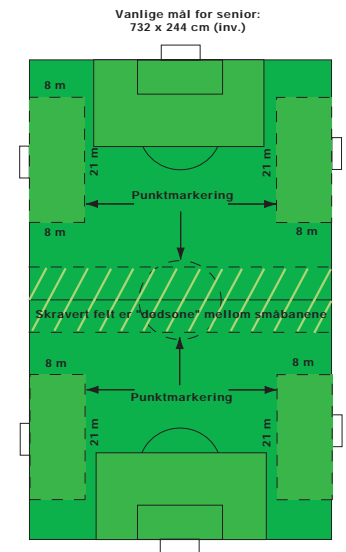 Vanlige mål for senior:
732 x 244 cm (inv.)
8 m
21 m
21 m
Punktmarkering
8 m
8 m
Skravert felt er "dødsone" mellom småbanene
8 m
8 m
Punktmarkering
21 m
21 m